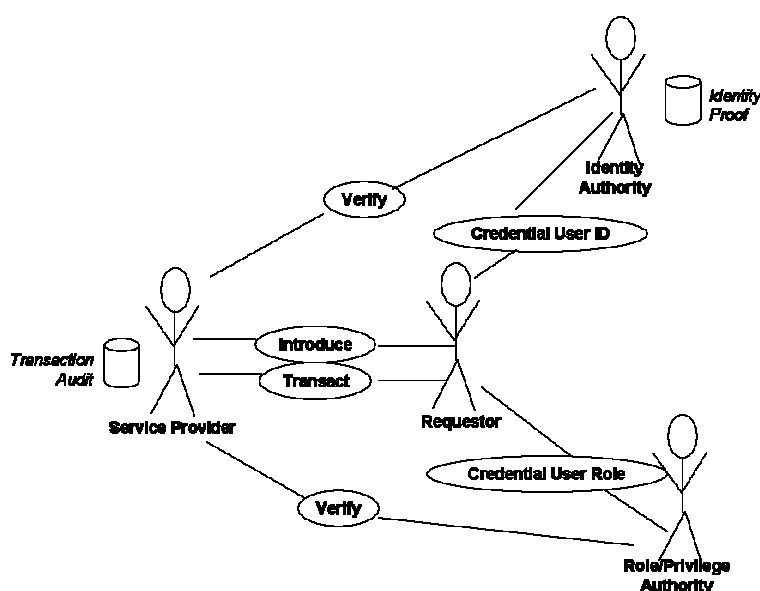 Identity
Proof
Identity
Authority
Verify
Credential User ID
Introduce
Transaction
Audit
Transact
Service Provider
Requestor
Credential User Role
Verify
Role/Privilege
Authority